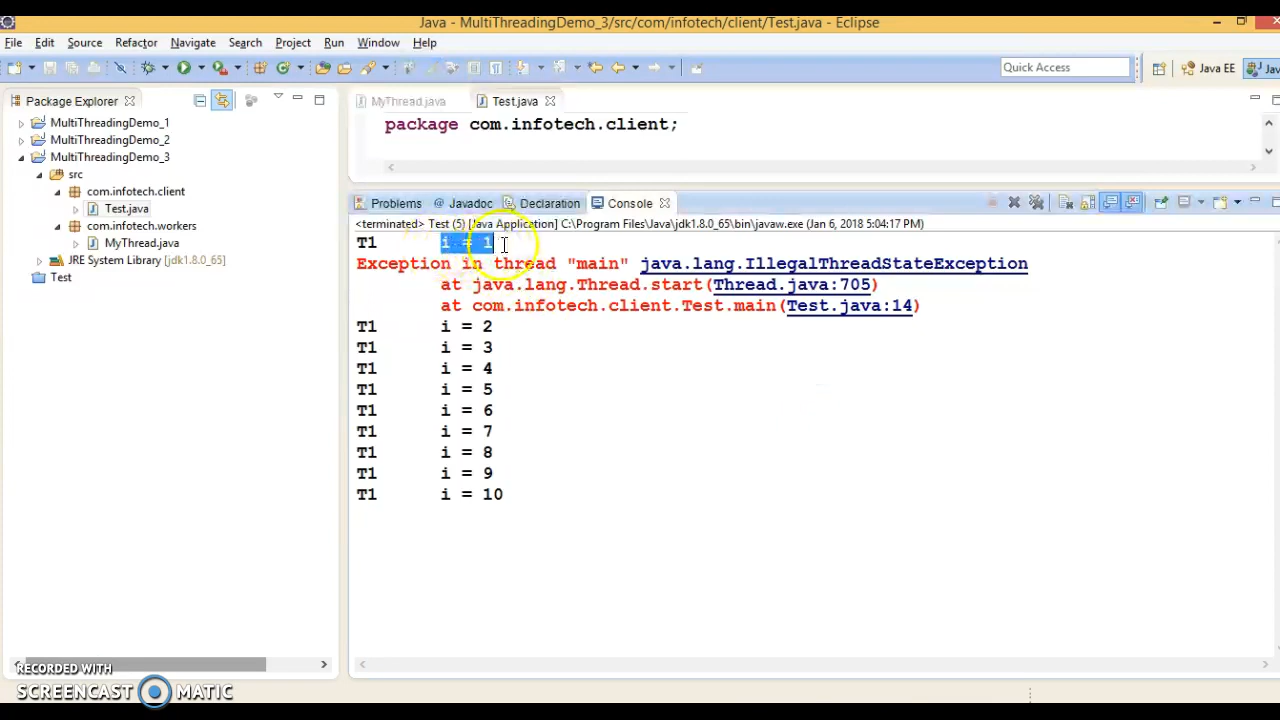 Java - MultiThreadingDemo_3/src/com/infotech/client/Test.java - Eclipse
File Edit Source Refactor Navigate Search Project Run Window Help
Quick Access Java EE Jav
Package Explorer MyThread.java Test.java
MultiThreadingDemo_1
MultiThreadingDemo_2
MultiThreadingDemo_3
src
com.infotech.client
Test.java
com.infotech.workers
MyThread.java
JRE System Library [jdk1.8.0_65]
Test
package com.infotech.client;
Problems @ Javadoc Declaration Console
<terminated> Test (5) [Java Application] C:\Program Files\Java\jdk1.8.0_65\bin\javaw.exe (Jan 6, 2018 5:04:17 PM)
T1 i = 1
Exception in thread "main" java.lang.IllegalThreadStateException
at java.lang.Thread.start(Thread.java:705)
at com.infotech.client.Test.main(Test.java:14)
T1 i = 2
T1 i = 3
T1 i = 4
T1 i = 5
T1 i = 6
T1 i = 7
T1 i = 8
T1 i = 9
T1 i = 10
RECORDED WITH
SCREENCAST MATIC